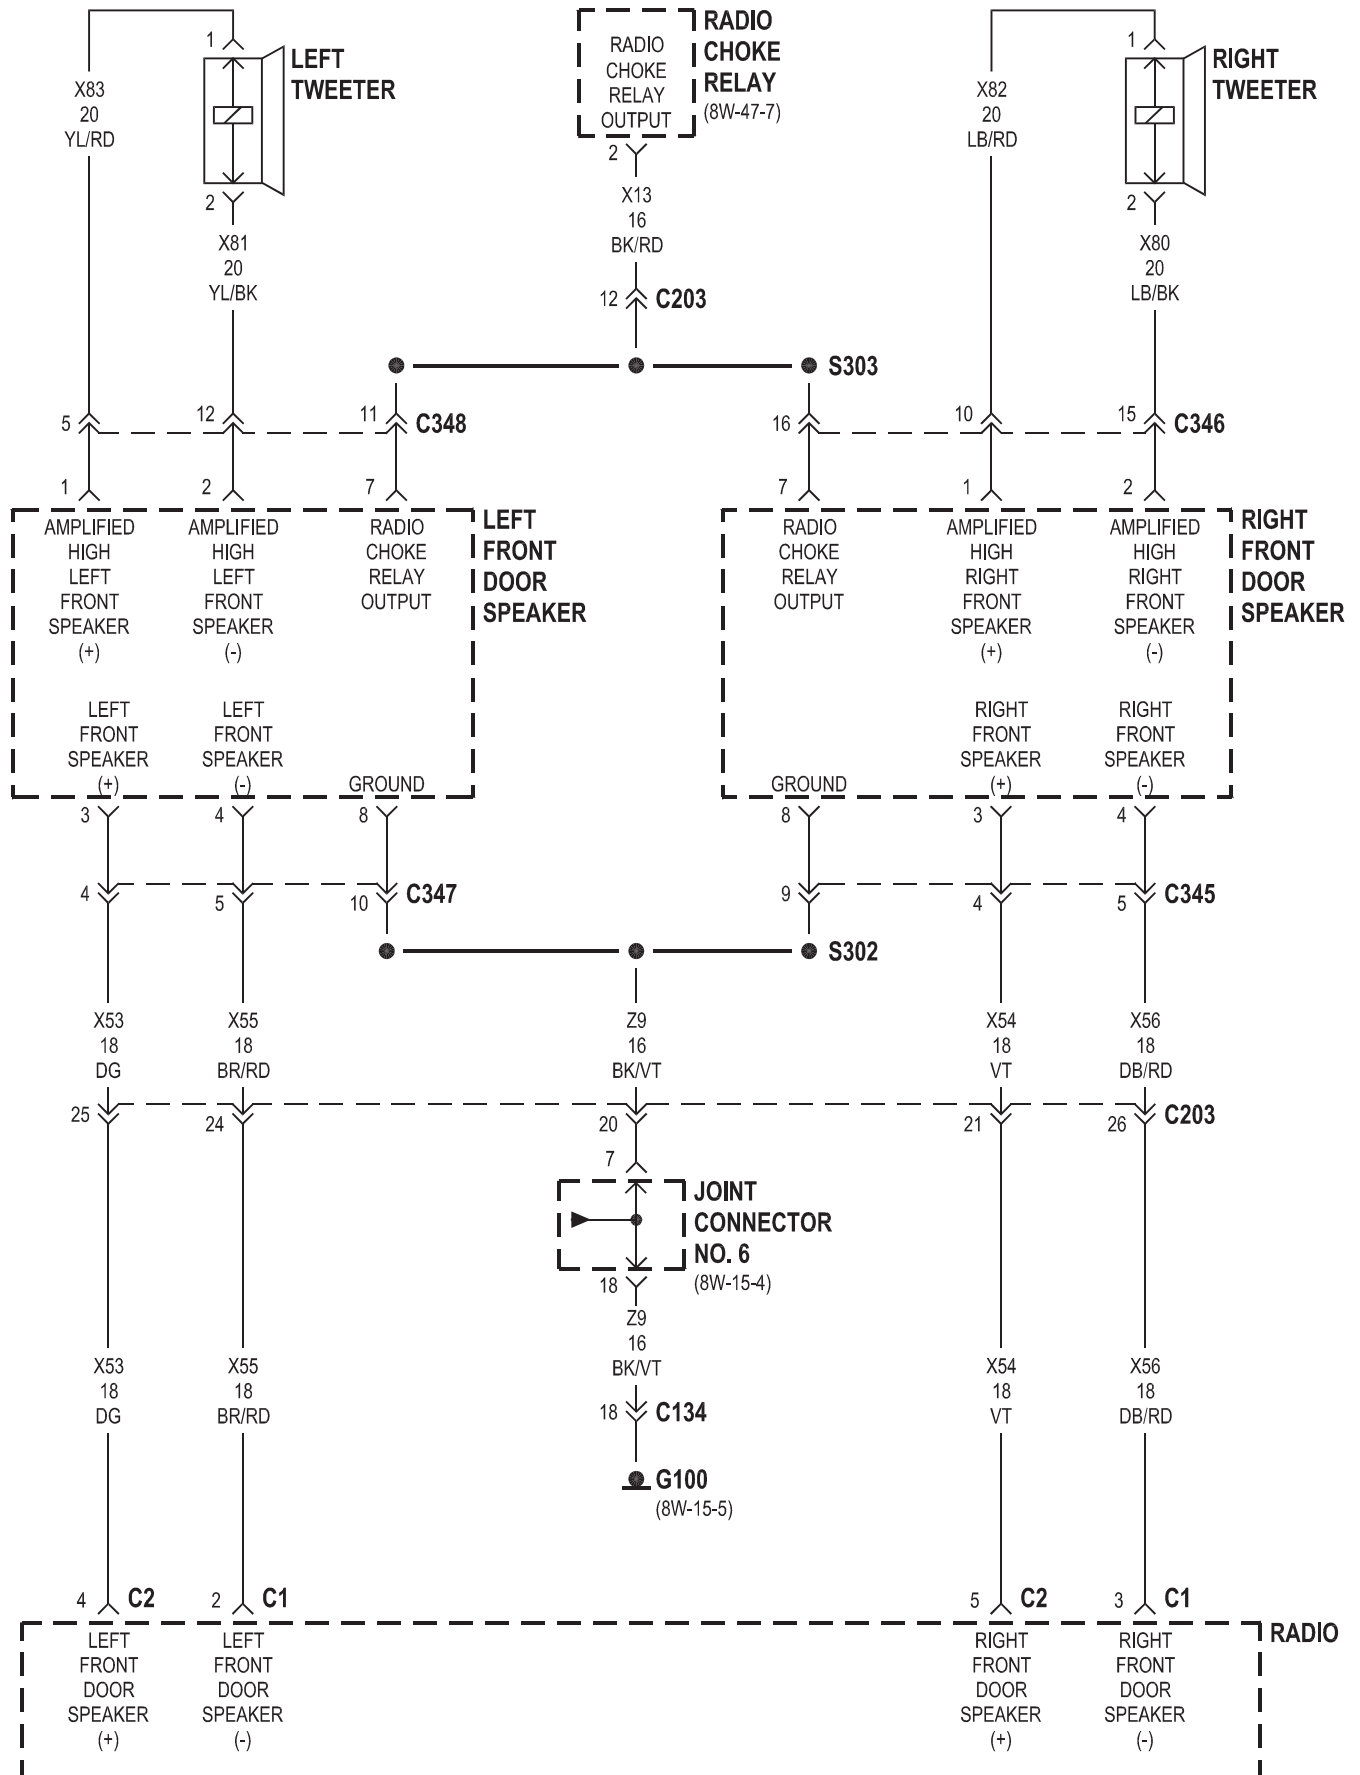 1
X83
20
YL/RD
LEFT
TWEETER
2
X81
20
YL/BK
RADIO
CHOKE
RELAY
OUTPUT
RADIO
CHOKE
RELAY
(8W-47-7)
2
X13
16
BK/RD
12
C203
X82
20
LB/RD
1
RIGHT
TWEETER
2
X80
20
LB/BK
S303
5
12
11
C348
16
10
15
C346
1
2
7
7
1
2
AMPLIFIED
HIGH
LEFT
FRONT
SPEAKER
(+)
AMPLIFIED
HIGH
LEFT
FRONT
SPEAKER
(-)
RADIO
CHOKE
RELAY
OUTPUT
LEFT
FRONT
DOOR
SPEAKER
LEFT
FRONT
SPEAKER
(+)
LEFT
FRONT
SPEAKER
(-)
GROUND
RADIO
CHOKE
RELAY
OUTPUT
AMPLIFIED
HIGH
RIGHT
FRONT
SPEAKER
(+)
AMPLIFIED
HIGH
RIGHT
FRONT
SPEAKER
(-)
RIGHT
FRONT
DOOR
SPEAKER
GROUND
RIGHT
FRONT
SPEAKER
(+)
RIGHT
FRONT
SPEAKER
(-)
3
4
8
8
3
4
4
5
10
C347
9
4
5
C345
S302
X53
18
DG
X55
18
BR/RD
Z9
16
BK/VT
X54
18
VT
X56
18
DB/RD
25
24
20
21
26
C203
7
JOINT
CONNECTOR
NO. 6
(8W-15-4)
18
Z9
16
BK/VT
X53
18
DG
X55
18
BR/RD
X54
18
VT
X56
18
DB/RD
18
C134
G100
(8W-15-5)
4
C2
2
C1
5
C2
3
C1
RADIO
LEFT
FRONT
DOOR
SPEAKER
(+)
LEFT
FRONT
DOOR
SPEAKER
(-)
RIGHT
FRONT
DOOR
SPEAKER
(+)
RIGHT
FRONT
DOOR
SPEAKER
(-)